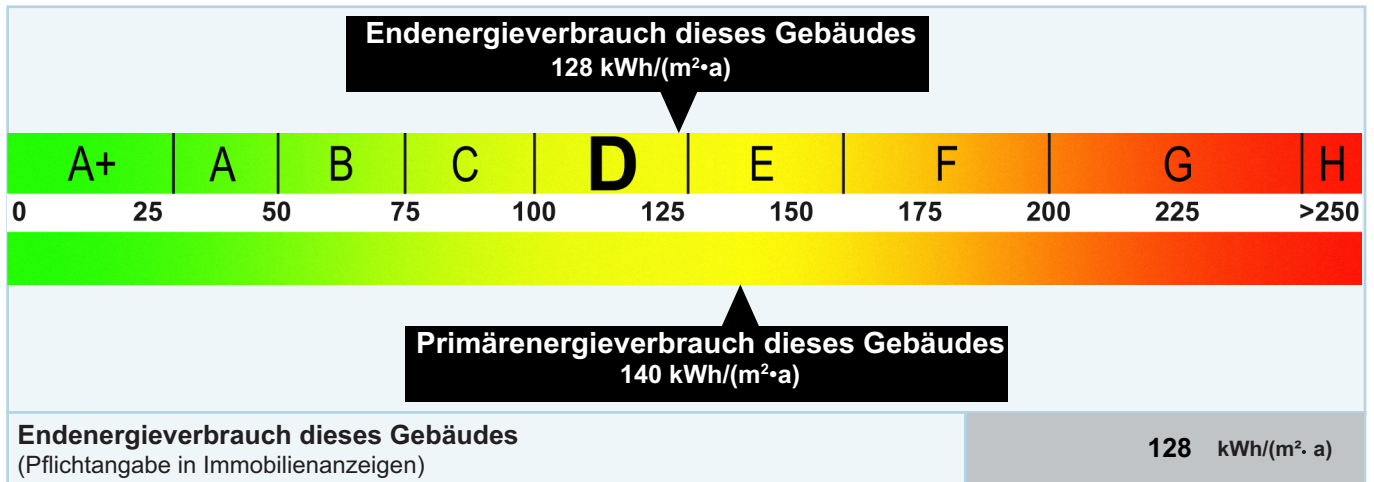 Endenergieverbrauch dieses Gebäudes
128 kWh/(m²•a)
A+ A B C D E F G H
0 25 50 75 100 125 150 175 200 225 >250
Primärenergieverbrauch dieses Gebäudes
140 kWh/(m²•a)
Endenergieverbrauch dieses Gebäudes
(Pflichtangabe in Immobilienanzeigen)
128 kWh/(m²· a)